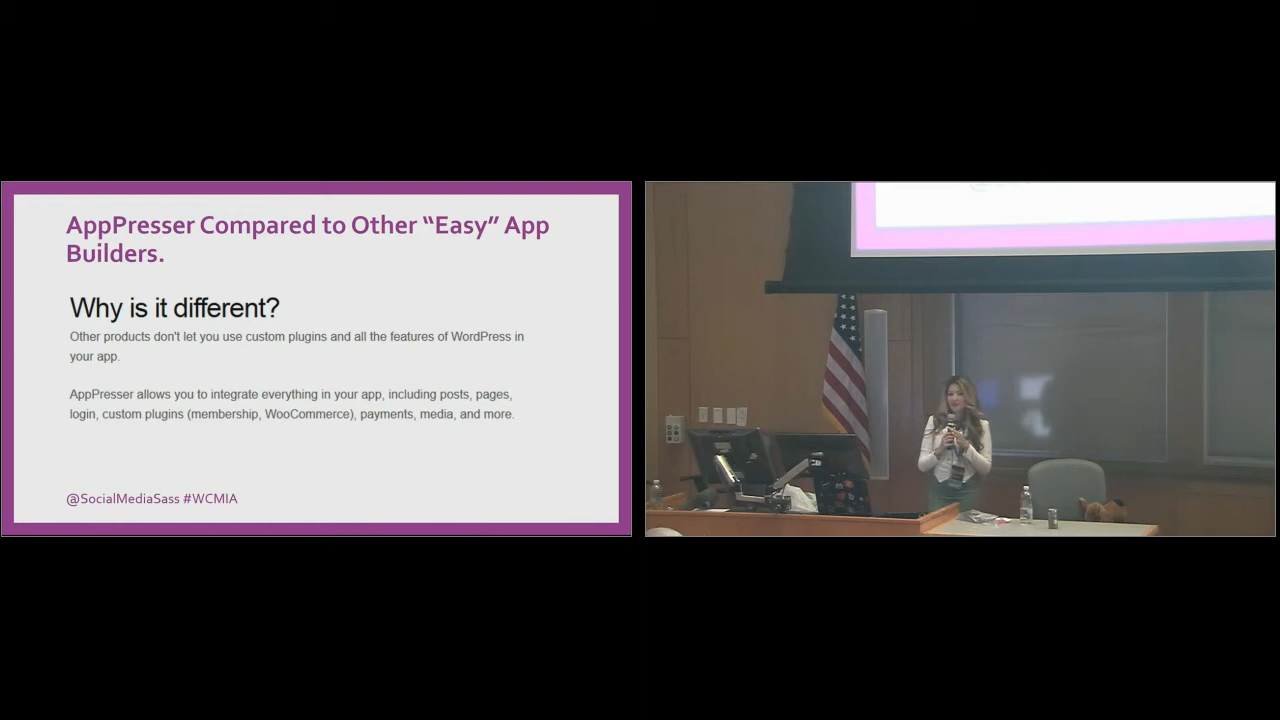 AppPresser Compared to Other “Easy” App
Builders.
Why is it different?
Other products don't let you use custom plugins and all the features of WordPress in
your app.
AppPresser allows you to integrate everything in your app, including posts, pages,
login, custom plugins (membership, WooCommerce), payments, media, and more.
@SocialMediaSass #WCMIA